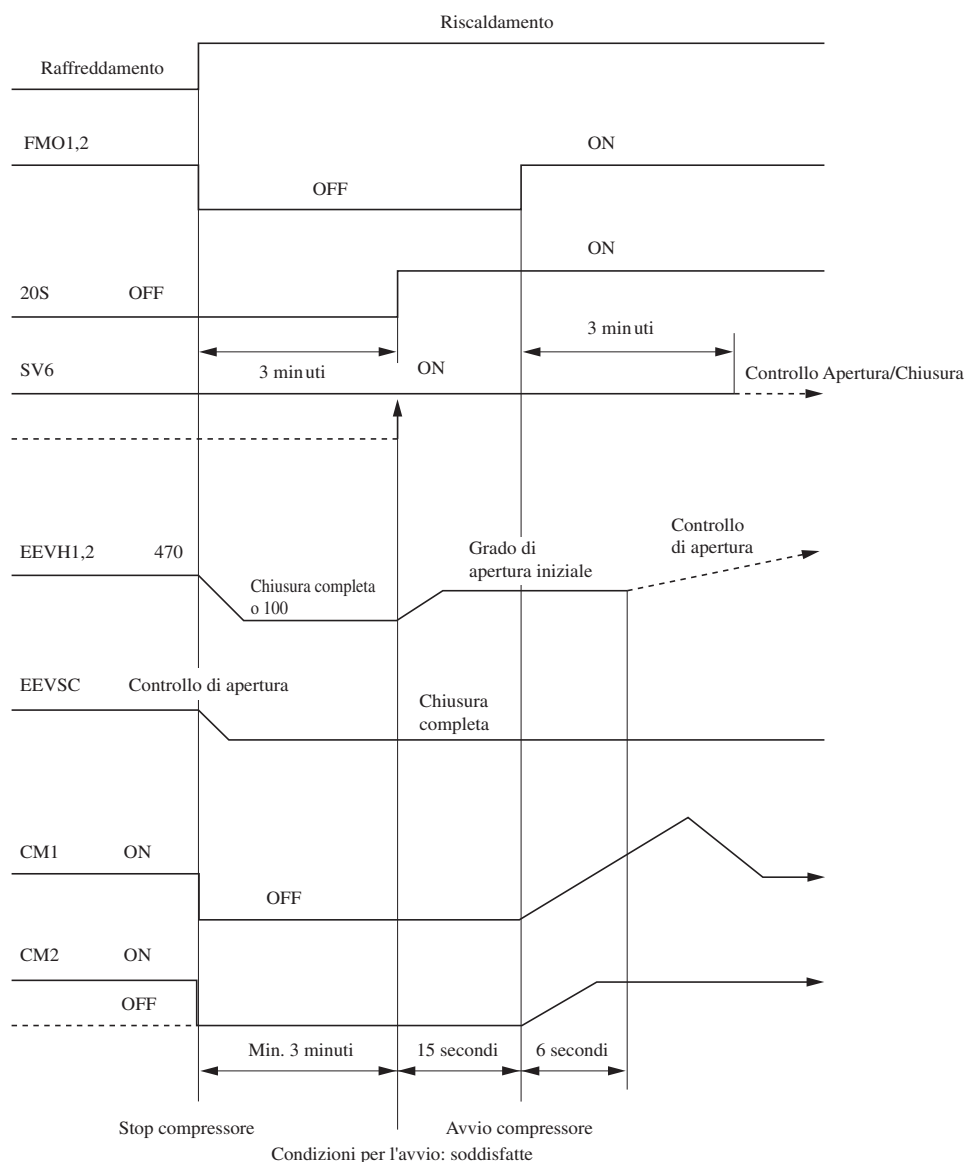 Riscaldamento
Raffreddamento
FMO1,2
ON
OFF
ON
20S OFF
3 minuti
SV6
3 minuti
ON
Controllo Apertura/Chiusura
Controllo
di apertura
EEVH1,2 470
Grado di
apertura iniziale
Chiusura completa
o 100
EEVSC Controllo di apertura
Chiusura
completa
CM1 ON
OFF
CM2 ON
OFF
Min. 3 minuti 15 secondi 6 secondi
Stop compressore Avvio compressore
Condizioni per l'avvio: soddisfatte